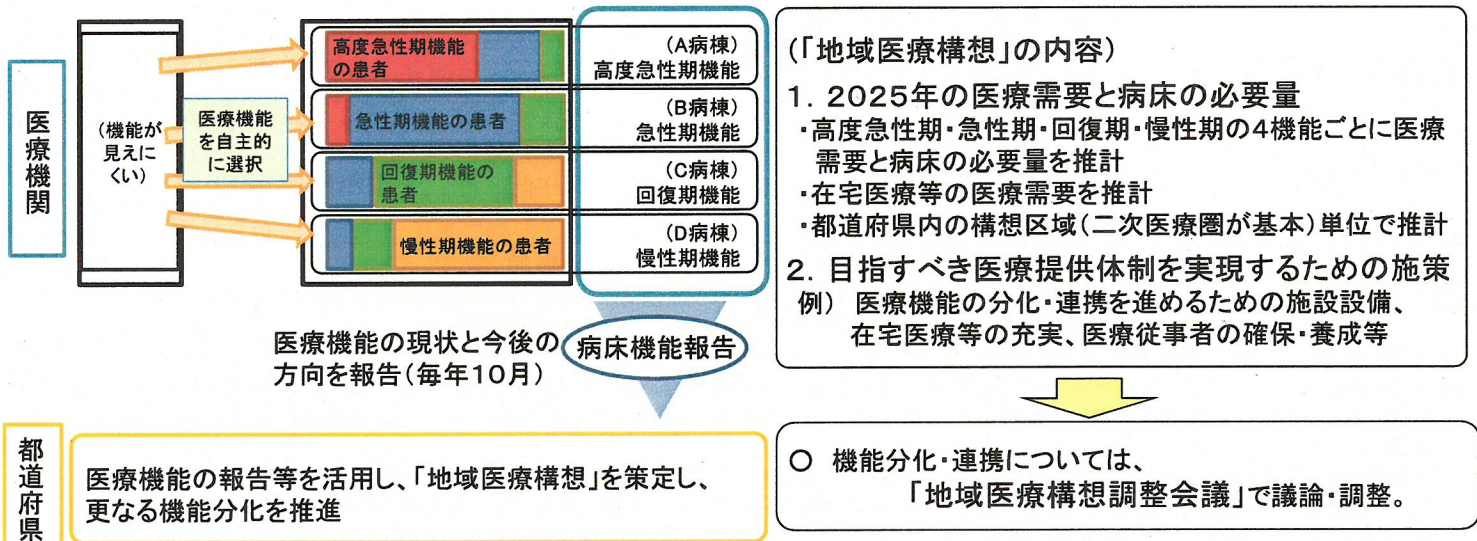 医療機関
(機能が
見えに
くい)
医療機能
を自主的
に選択
高度急性期機能
の患者
(A病棟)
高度急性期機能
急性期機能の患者
(B病棟)
急性期機能
回復期機能の
患者
(C病棟)
回復期機能
慢性期機能の患者
(D病棟)
慢性期機能
医療機能の現状と今後の
方向を報告(毎年10月)
病床機能報告
都道府県
医療機能の報告等を活用し、「地域医療構想」を策定し、
更なる機能分化を推進
(「地域医療構想」の内容)
1. 2025年の医療需要と病床の必要量
・高度急性期・急性期・回復期・慢性期の4機能ごとに医療
需要と病床の必要量を推計
・在宅医療等の医療需要を推計
・都道府県内の構想区域(二次医療圏が基本)単位で推計
2. 目指すべき医療提供体制を実現するための施策
例) 医療機能の分化・連携を進めるための施設設備、
在宅医療等の充実、医療従事者の確保・養成等
○ 機能分化・連携については、
「地域医療構想調整会議」で議論・調整。